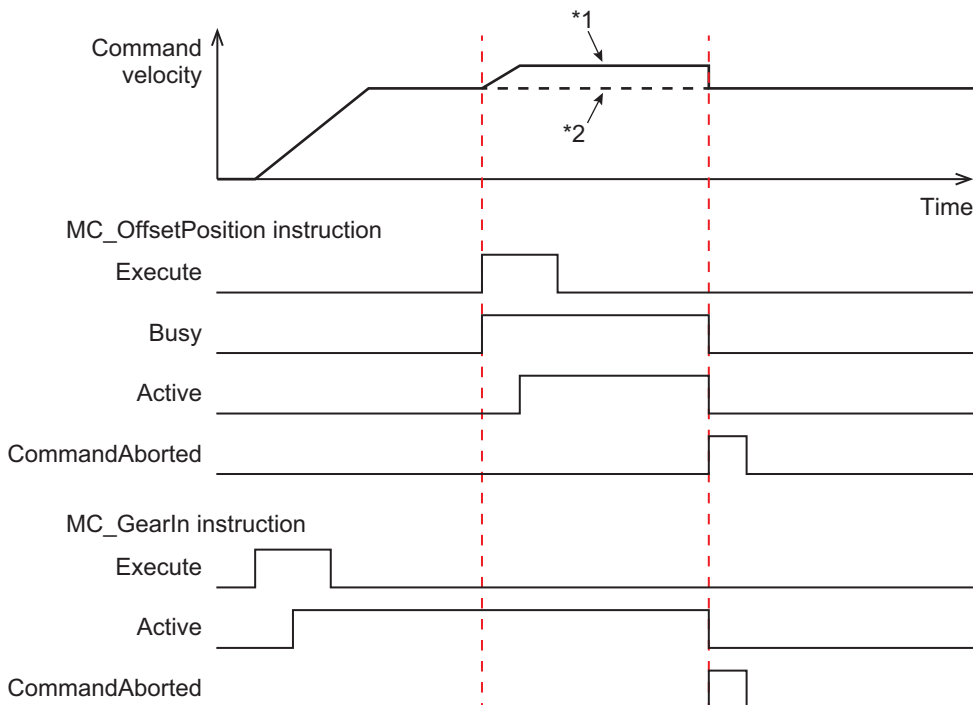 *1
Command
velocity
*2
Time
MC_OffsetPosition instruction
Execute
Busy
Active
CommandAborted
MC_GearIn instruction
Execute
Active
CommandAborted